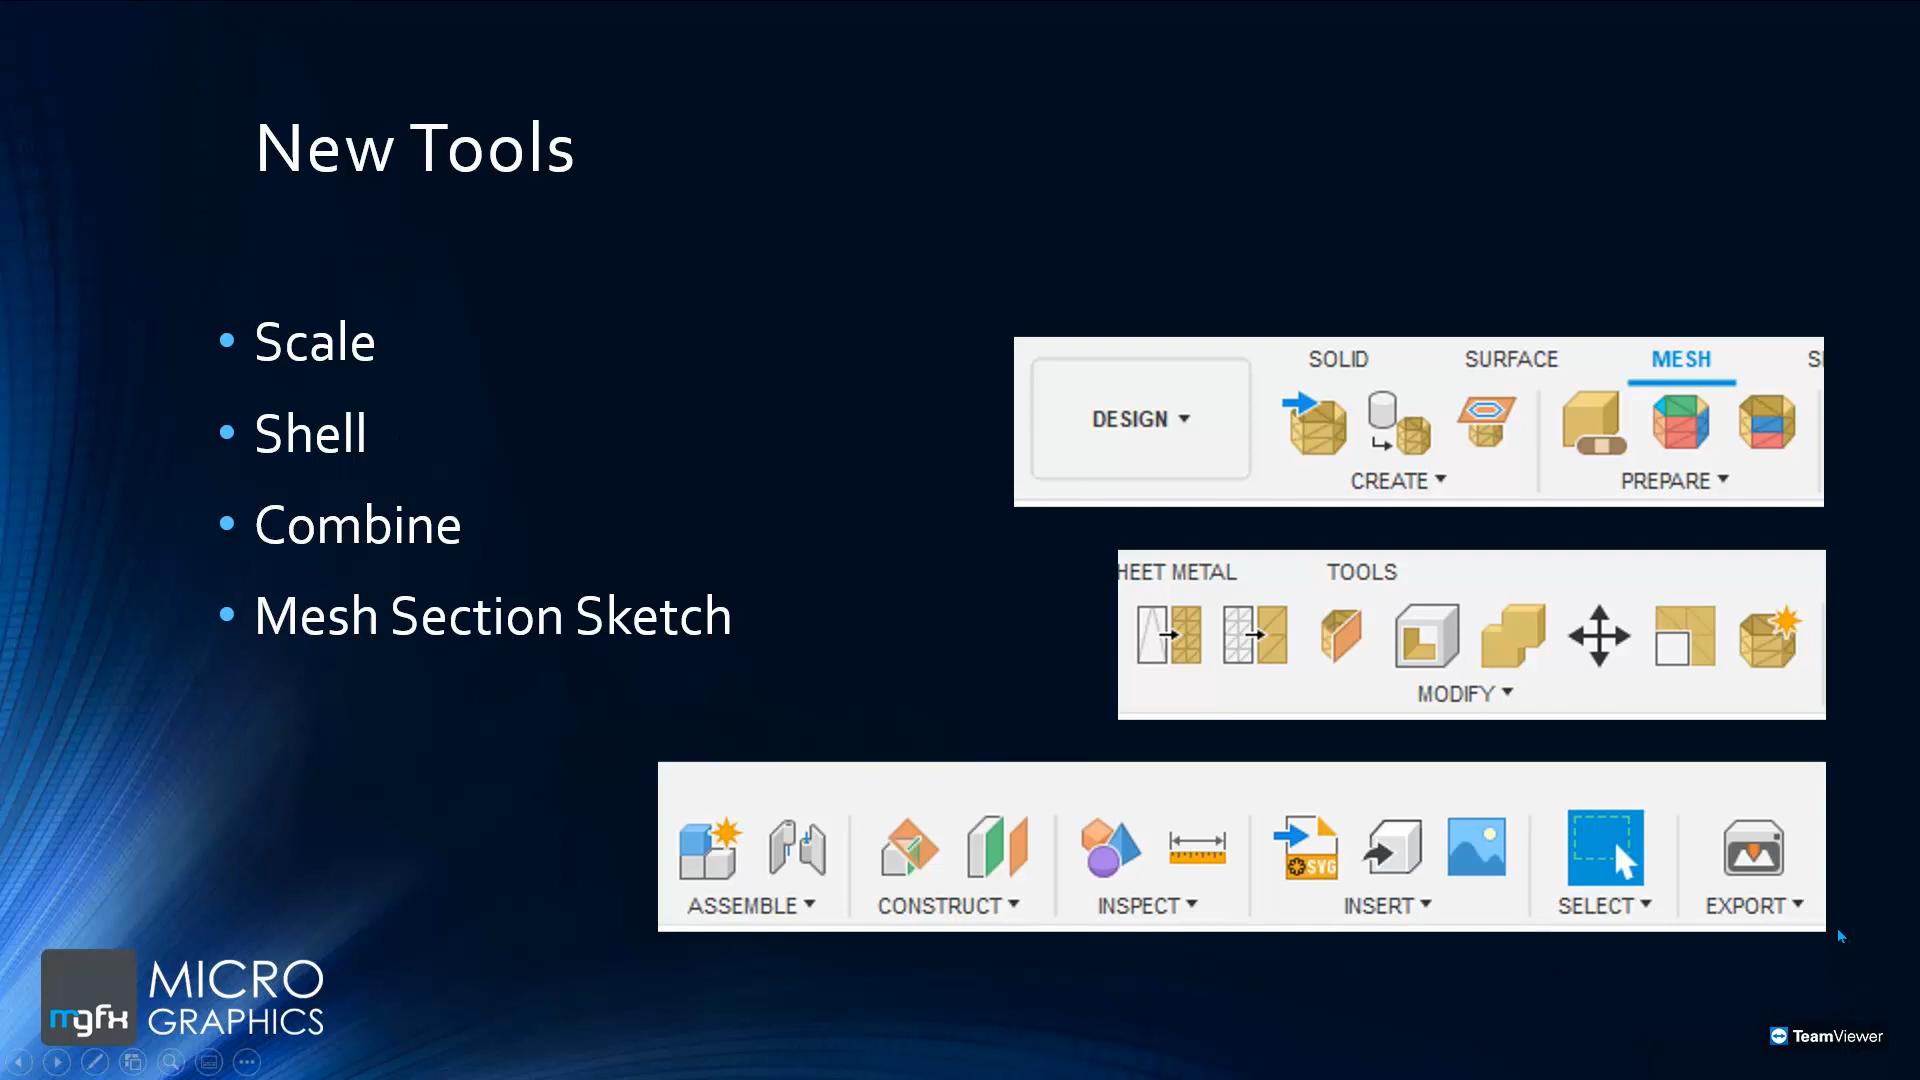 New Tools
• Scale
• Shell
• Combine
• Mesh Section Sketch
SOLID SURFACE MESH
DESIGN
CREATE PREPARE
HEET METAL TOOLS
MODIFY
SVG
ASSEMBLE CONSTRUCT INSPECT INSERT SELECT EXPORT
mgfx MICRO
GRAPHICS
TeamViewer